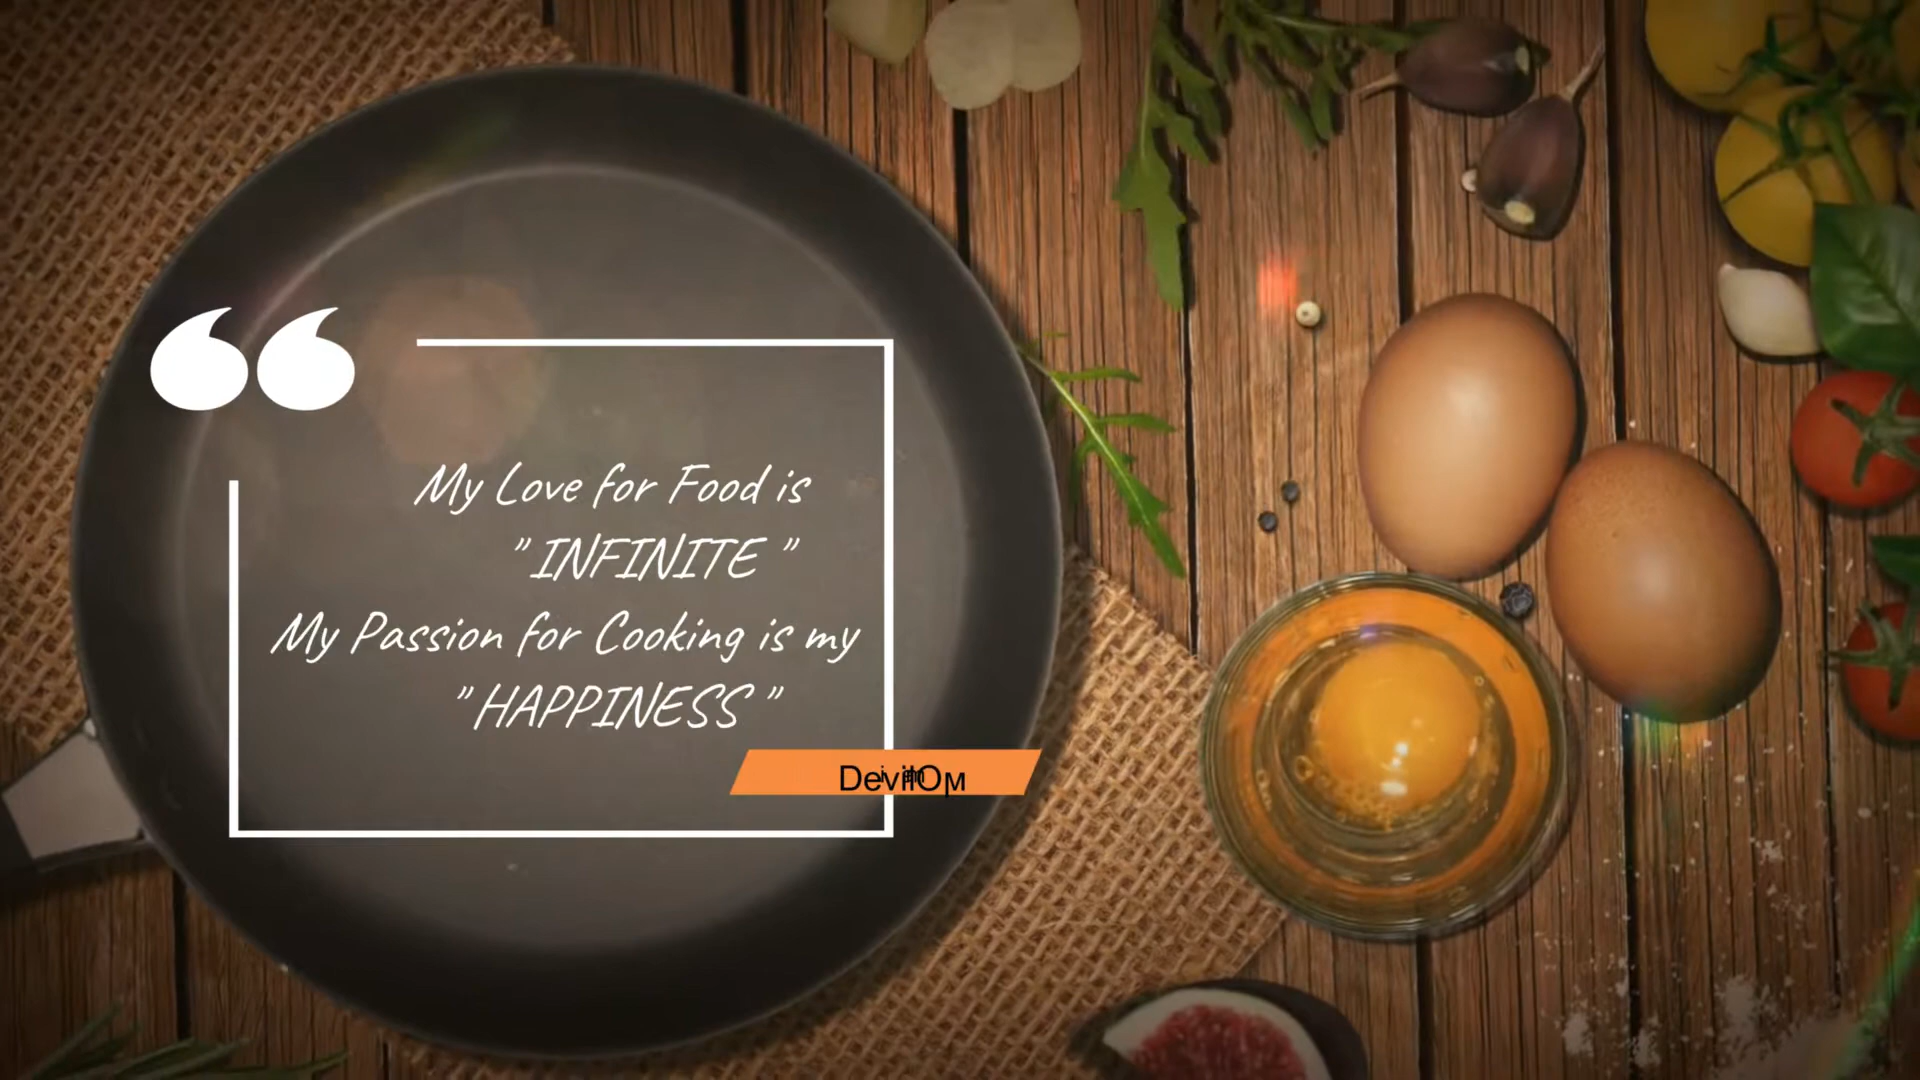 My Love for Food is
" INFINITE "
My Passion for Cooking is my
" HAPPINESS "